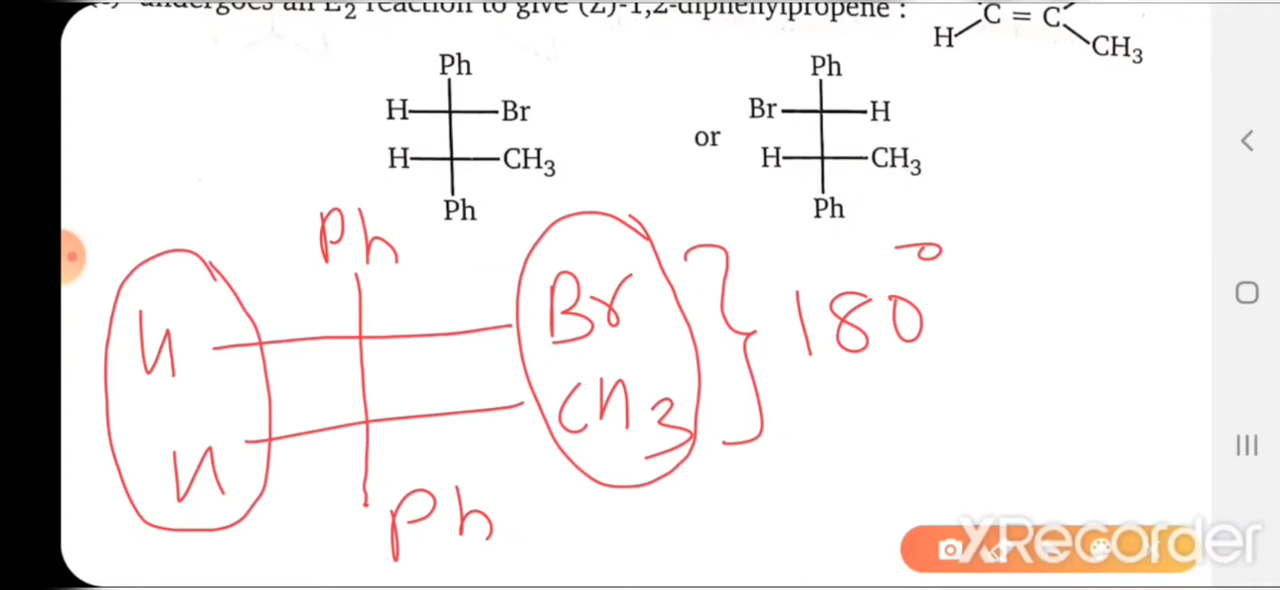 undergoes an E2 reaction to give (Z)-1,2-diphenylpropene :
C = C
H
CH3
Ph
H
Br
H
CH3
Ph
or
Ph
Br
H
H
CH3
Ph
Ph
H
Br
H
CH3
Ph
180°
XRecorder